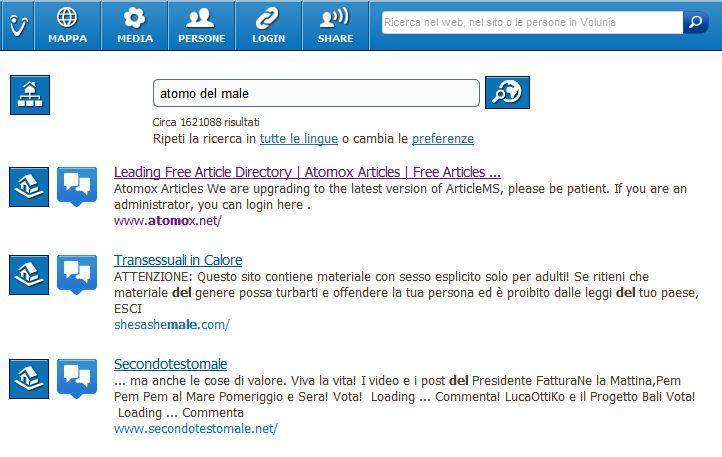 MAPPA MEDIA PERSONE LOGIN SHARE Ricerca nel web, nel sito o le persone in Volunia
atomo del male
Circa 1621088 risultati
Ripeti la ricerca in tutte le lingue o cambia le preferenze
Leading Free Article Directory | Atomox Articles | Free Articles ...
Atomox Articles We are upgrading to the latest version of ArticleMS, please be patient. If you are an
administrator, you can login here .
www.atomox.net/
Transessuali in Calore
ATTENZIONE: Questo sito contiene materiale con sesso esplicito solo per adulti! Se ritieni che
materiale del genere possa turbarti e offendere la tua persona ed è proibito dalle leggi del tuo paese,
ESCI
shesashemale.com/
Secondotestomale
... ma anche le cose di valore. Viva la vita! I video e i post del Presidente FatturaNe la Mattina,Pem
Pem Pem al Mare Pomeriggio e Sera! Vota! Loading ... Commenta! LucaOttiKo e il Progetto Bali Vota!
Loading ... Commenta
www.secondotestomale.net/